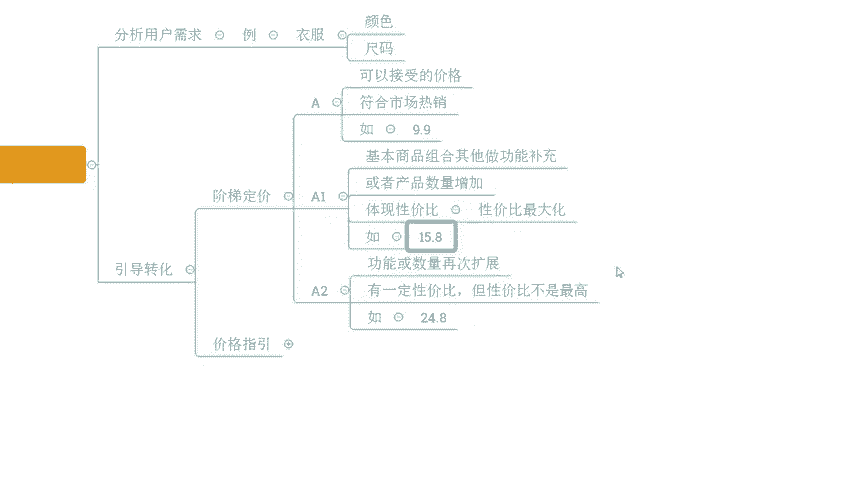 分析用户需求 例 衣服
颜色
尺码
引导转化
阶梯定价
A
可以接受的价格
符合市场热销
如 9.9
A1
基本商品组合其他做功能补充
或者产品数量增加
体现性价比 性价比最大化
如 15.8
A2
功能或数量再次扩展
有一定性价比，但性价比不是最高
如 24.8
价格指引